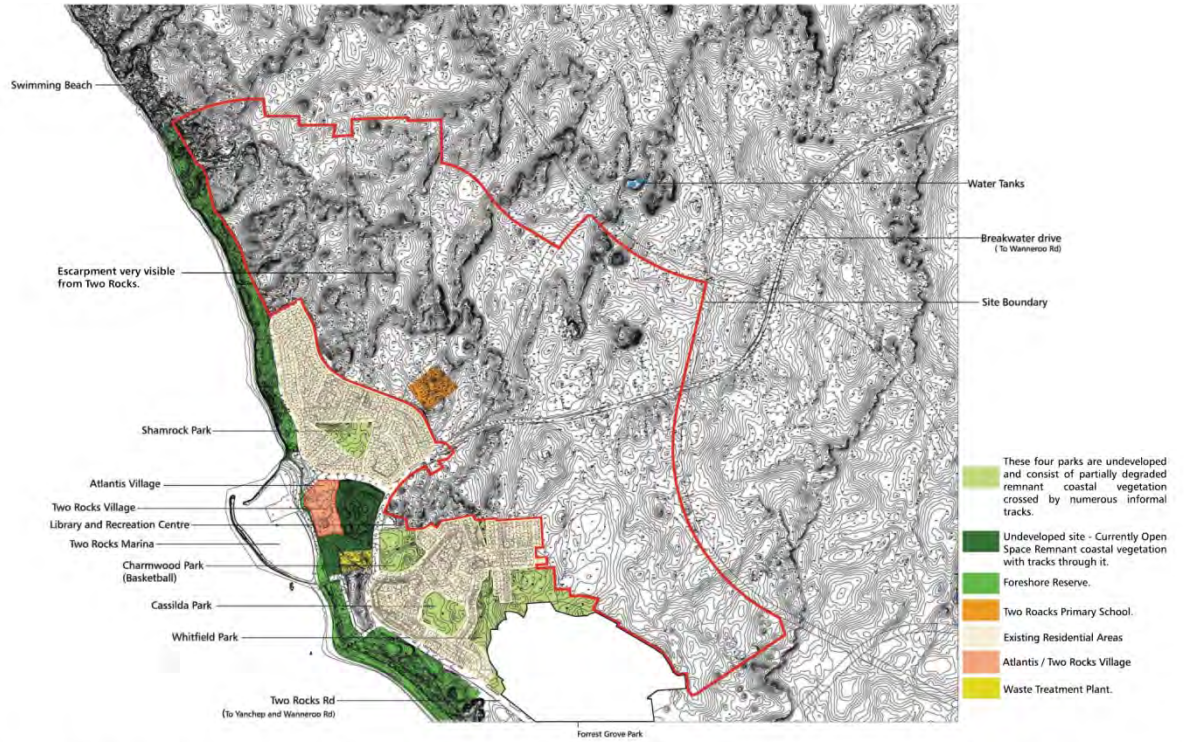 Swimming Beach
Water Tanks
Breakwater drive
( To Wanneroo Rd)
Escarpment very visible
from Two Rocks.
Site Boundary
Shamrock Park
Atlantis Village
Two Rocks Village
Library and Recreation Centre
Two Rocks Marina
Charmwood Park
(Basketball)
Cassilda Park
Whitfield Park
Two Rocks Rd
(To Yanchep and Wanneroo Rd)
Forrest Grove Park
These four parks are undeveloped
and consist of partially degraded
remnant coastal vegetation
crossed by numerous informal
tracks.
Undeveloped site - Currently Open
Space Remnant coastal vegetation
with tracks through it.
Foreshore Reserve.
Two Roacks Primary School.
Existing Residential Areas
Atlantis / Two Rocks Village
Waste Treatment Plant.